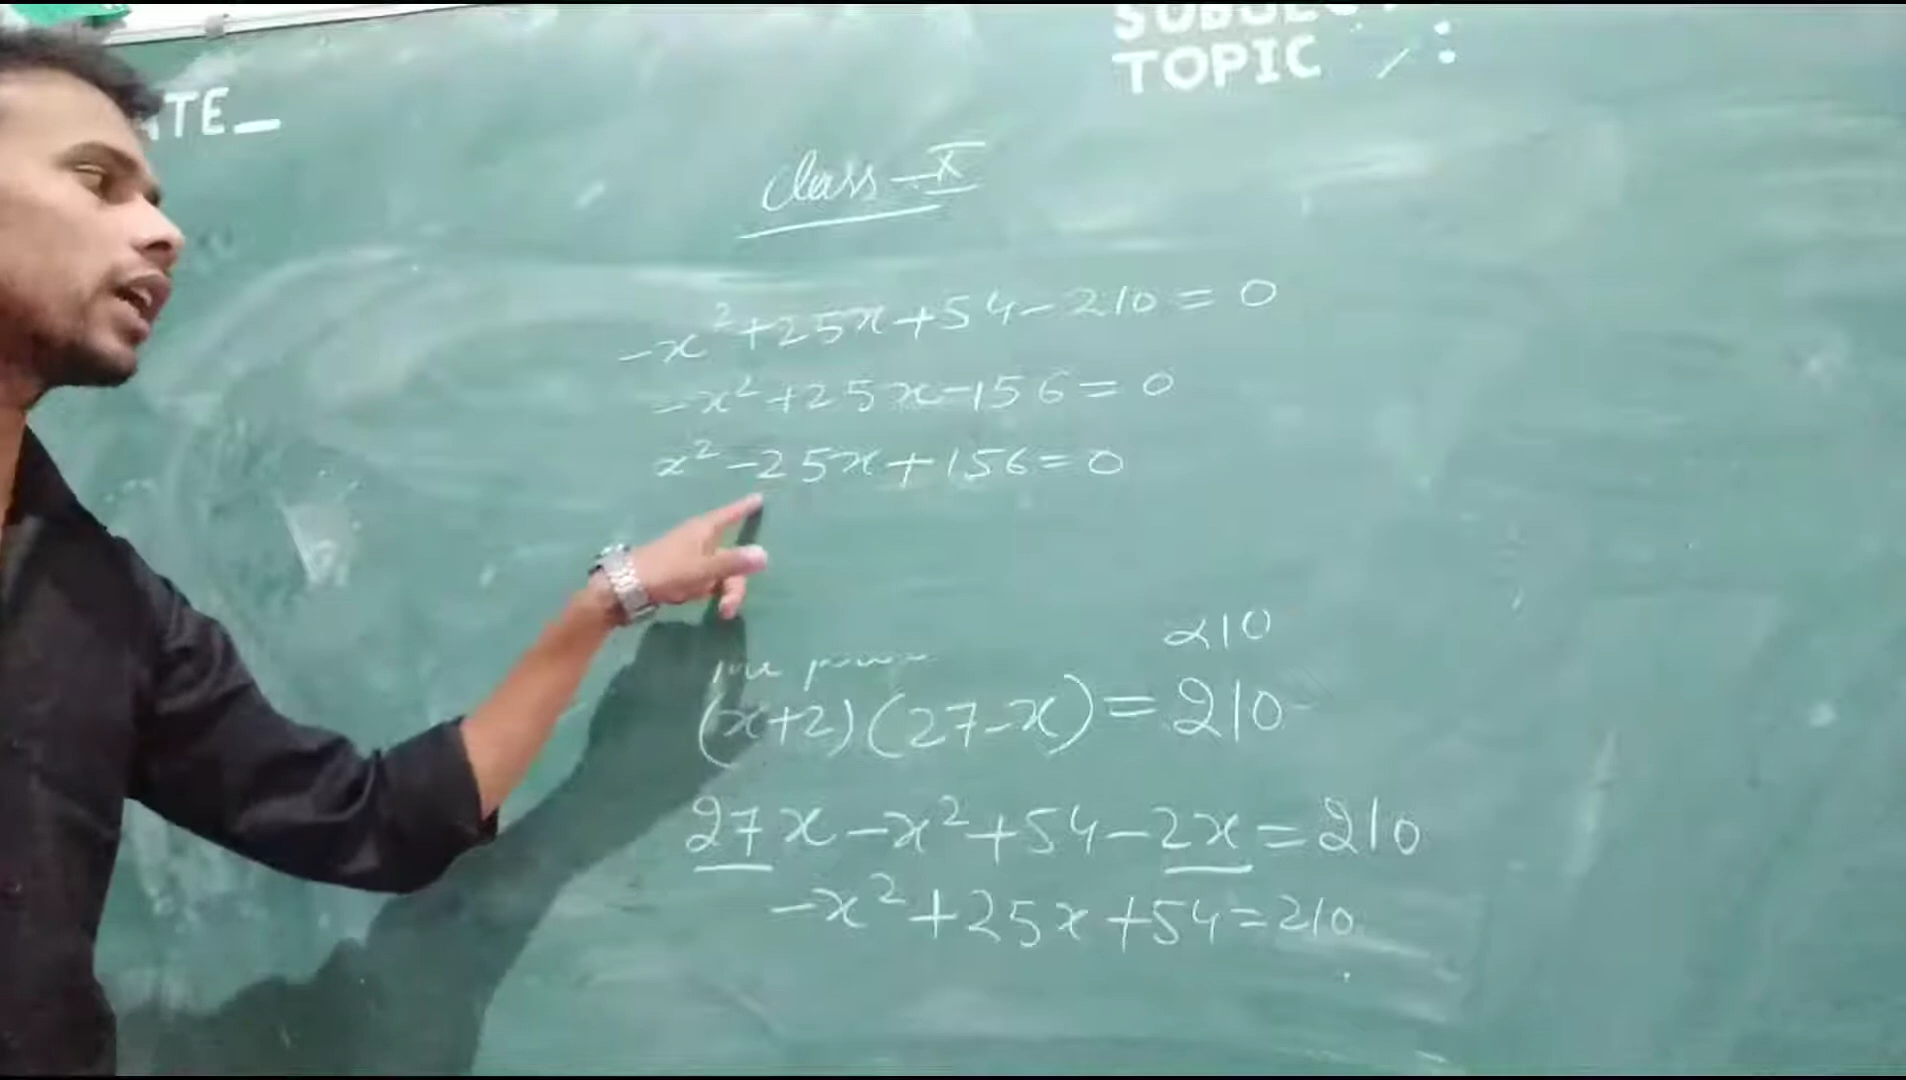 TOPIC :
Class - X
-x²+25x+54-210=0
-x²+25x-156=0
x²-25x+156=0
210
(x+2)(27-x)=210
27x-x²+54-2x=210
-x²+25x+54=210